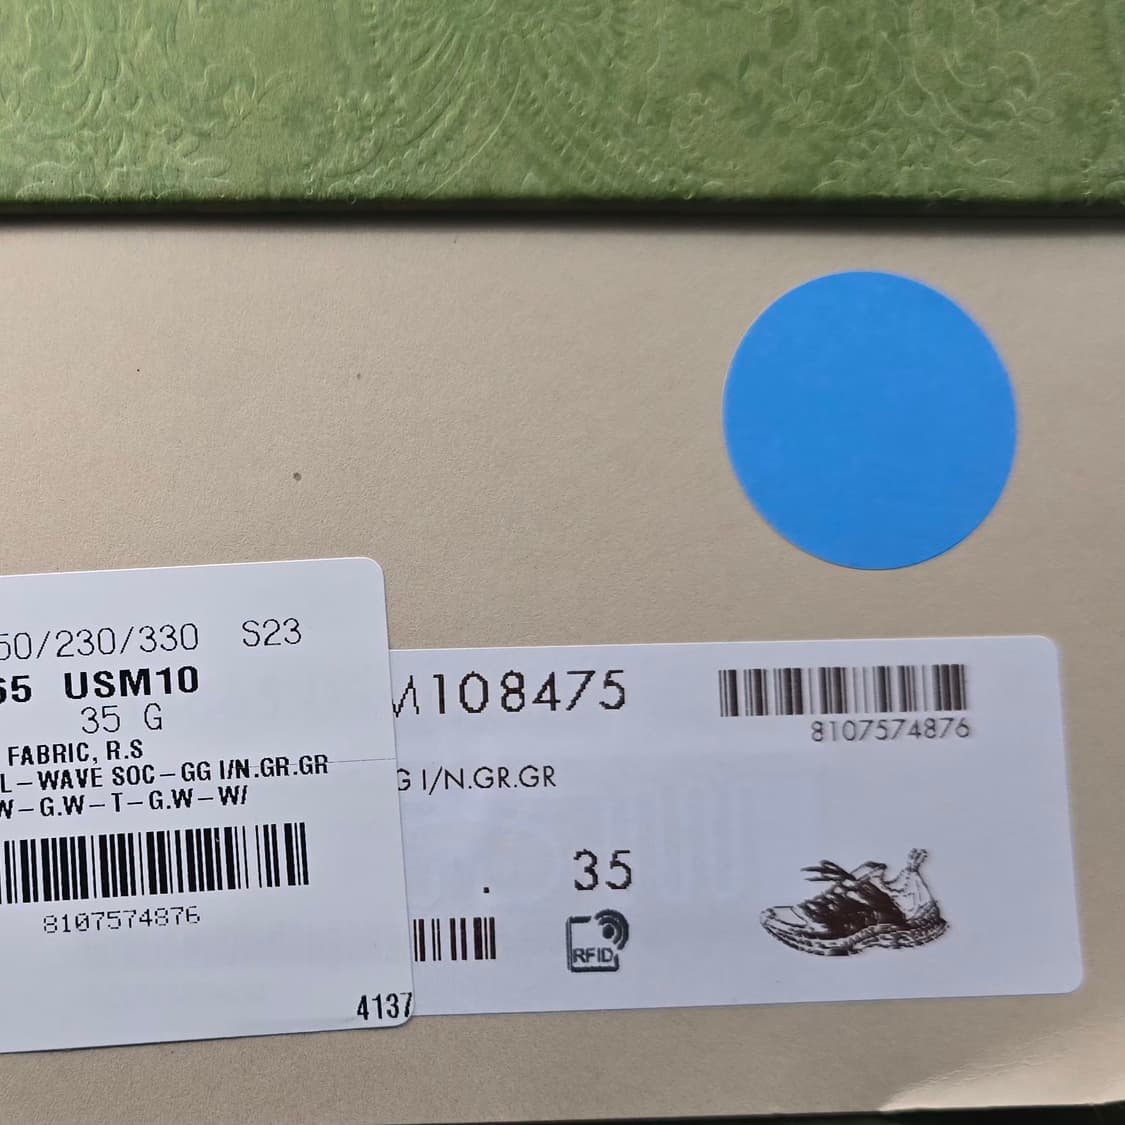 50/230/330 S23
65 USM10
35 G
FABRIC, R.S
L-WAVE SOC-GG I/N.GR.GR
W-G.W-T-G.W-W/
8107574876
4137
M108475
8107574876
G I/N.GR.GR
. 35
RFID